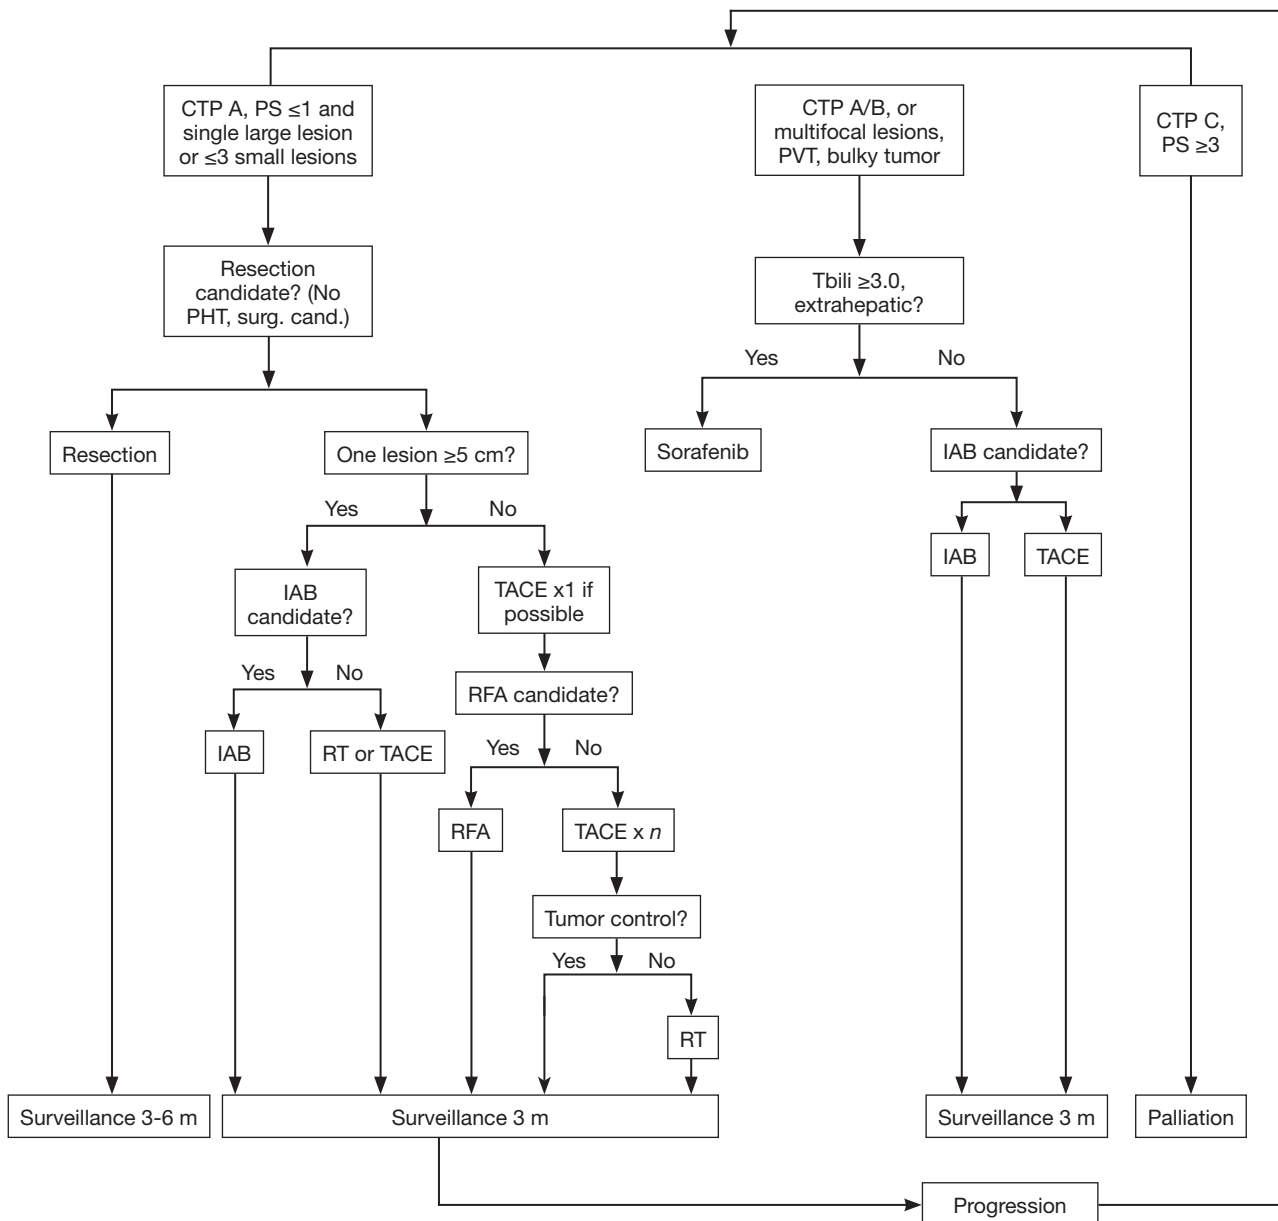 CTP A, PS ≤1 and
single large lesion
or ≤3 small lesions
CTP A/B, or
multifocal lesions,
PVT, bulky tumor
CTP C,
PS ≥3
Resection
candidate? (No
PHT, surg. cand.)
Tbili ≥3.0,
extrahepatic?
Yes
No
Resection
One lesion ≥5 cm?
Sorafenib
IAB candidate?
Yes
No
IAB
TACE
IAB
candidate?
TACE x1 if
possible
Yes
No
RFA candidate?
IAB
RT or TACE
Yes
No
RFA
TACE x n
Tumor control?
Yes
No
RT
Surveillance 3-6 m
Surveillance 3 m
Surveillance 3 m
Palliation
Progression